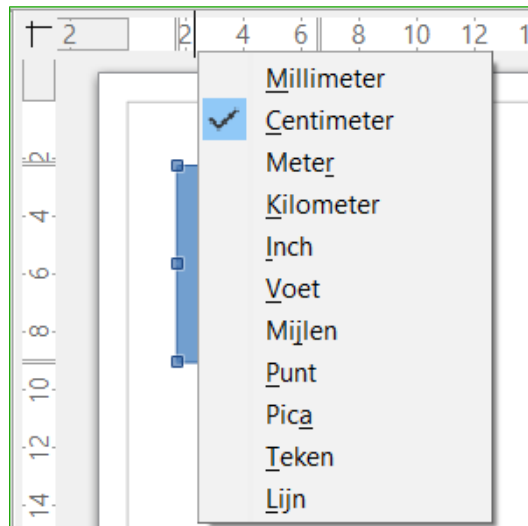 2 2 4 6 8 10 12
Millimeter
Centimeter
Meter
Kilometer
Inch
Voet
Mijlen
Punt
Pica
Teken
Lijn
2
4
6
8
10
12
14